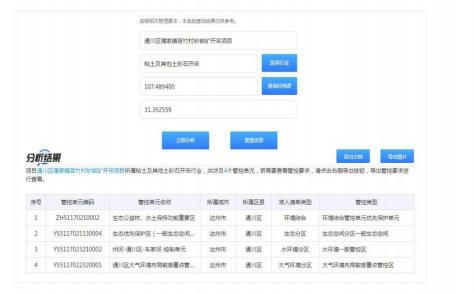 按照相关管理要求，本系统查询结果仅供参考。
通川区蒲家镇苦竹村砂岩矿开采项目
粘土及其他土砂石开采
选择行业
107.489400
查询经纬度
31.392559
立即分析
重置信息
分析结果
导出文档
导出图片
项目通川区蒲家镇苦竹村砂岩矿开采项目所属粘土及其他土砂石开采行业，共涉及4个管控单元，若需要查看管控要求，请点击右侧导出按钮，导出管控要求进
行查看。
序号 管控单元编码 管控单元名称 所属城市 所属区县 准入清单类型 管控类型
1 ZH51170210002 生态公益林、水土保持功能重要区 达州市 通川区 环境综合 环境综合管控单元优先保护单元
2 YS5117021130004 生态优先保护区（一般生态空间... 达州市 通川区 生态分区 生态空间分区一般生态空间
3 YS5117023210002 州河-通川区-车家河-控制单元 达州市 通川区 水环境分区 水环境一般管控区
4 YS5117022320001 通川区大气环境布局敏感重点管... 达州市 通川区 大气环境分区 大气环境布局敏感重点管控区